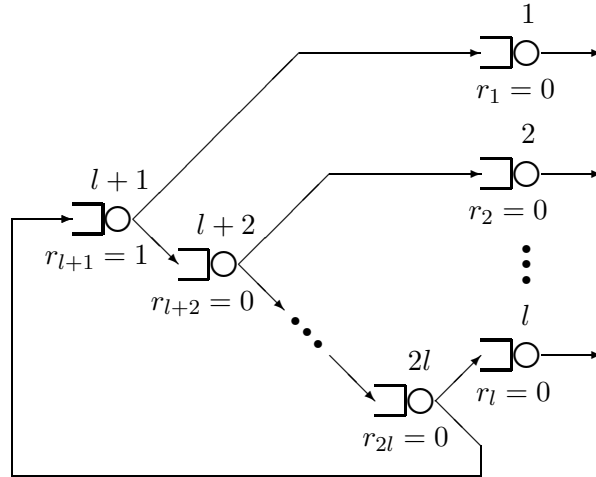 1
r_1 = 0
2
r_2 = 0
l + 1
r_{l+1} = 1
l + 2
r_{l+2} = 0
l
r_l = 0
2l
r_{2l} = 0